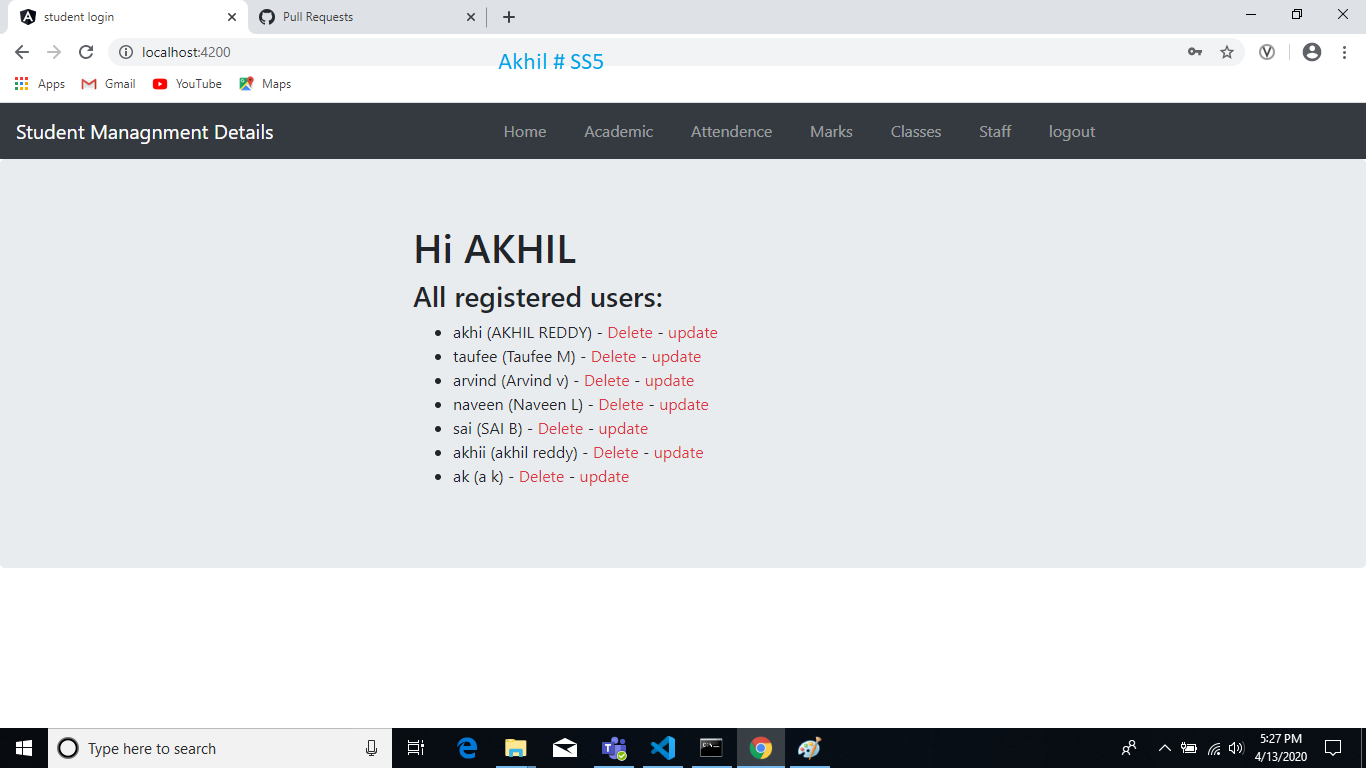 student login
Pull Requests
localhost:4200
Akhil # SS5
Apps Gmail YouTube Maps
Student Managnment Details Home Academic Attendence Marks Classes Staff logout
Hi AKHIL
All registered users:
akhi (AKHIL REDDY) - Delete - update
taufee (Taufee M) - Delete - update
arvind (Arvind v) - Delete - update
naveen (Naveen L) - Delete - update
sai (SAI B) - Delete - update
akhii (akhil reddy) - Delete - update
ak (a k) - Delete - update
Type here to search
5:27 PM
4/13/2020